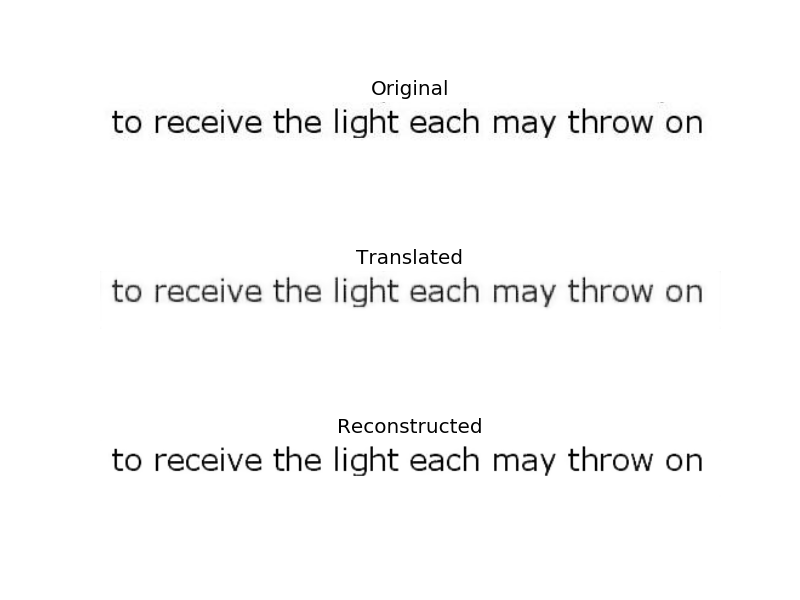 Original
to receive the light each may throw on
Translated
to receive the light each may throw on
Reconstructed
to receive the light each may throw on